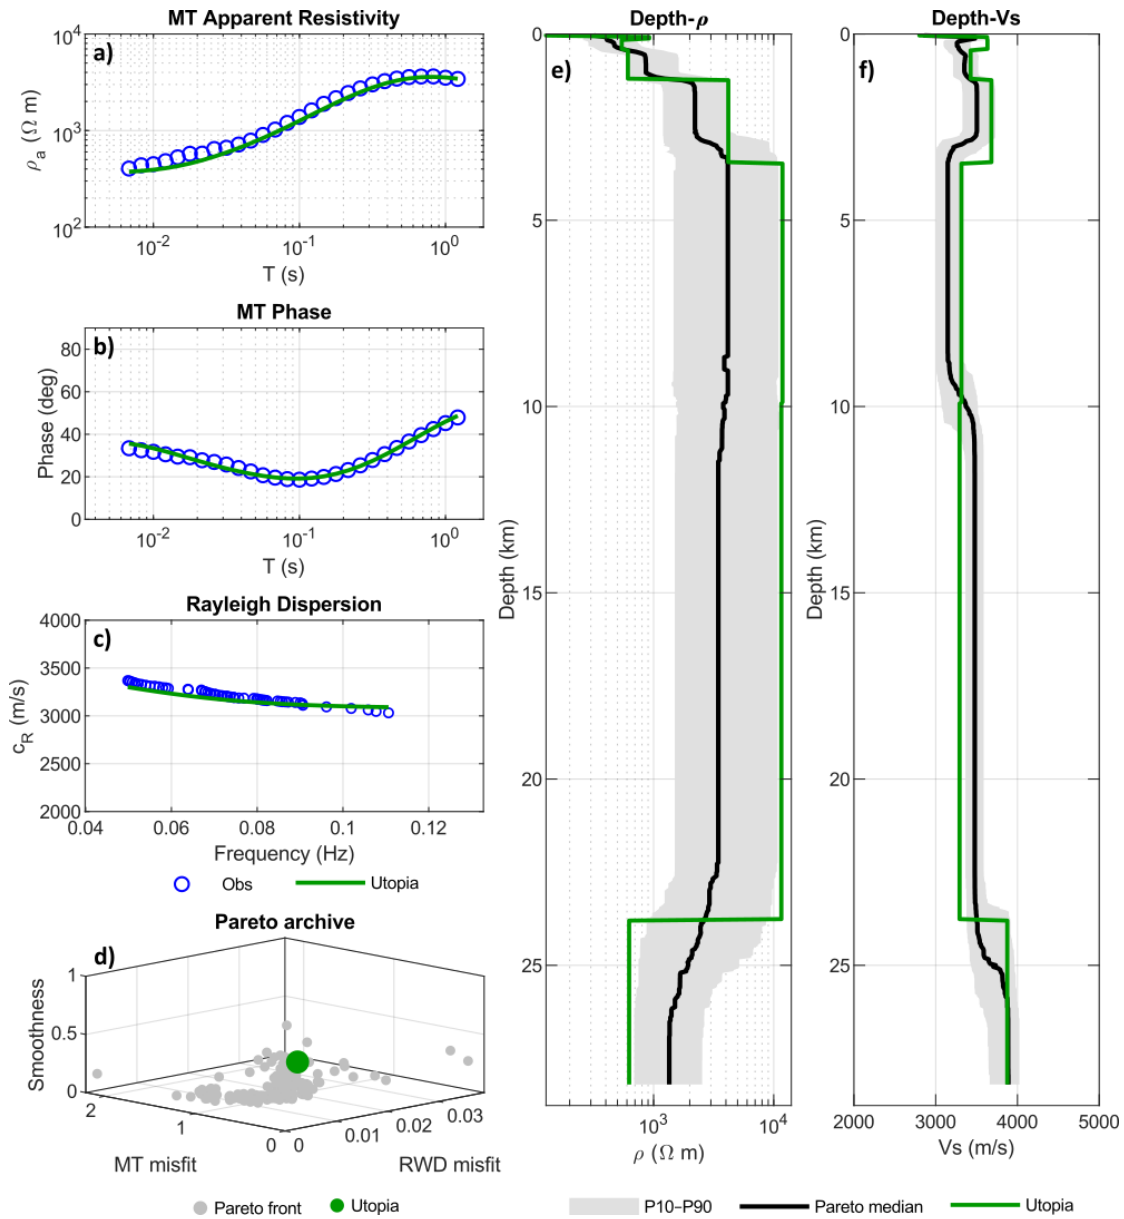 MT Apparent Resistivity
a)
10^4
10^3
10^2
ρ_a (Ω m)
10^-2
10^-1
10^0
T (s)
MT Phase
b)
80
60
40
20
0
Phase (deg)
10^-2
10^-1
10^0
T (s)
Rayleigh Dispersion
c)
4000
3500
3000
2500
2000
c_R (m/s)
0.04
0.06
0.08
0.1
0.12
Frequency (Hz)
Obs
Utopia
Pareto archive
d)
1
0.5
0
Smoothness
2
1
0
MT misfit
0
0.01
0.02
0.03
RWD misfit
Pareto front
Utopia
Depth-ρ
e)
0
5
10
15
20
25
Depth (km)
10^3
10^4
ρ (Ω m)
Depth-Vs
f)
0
5
10
15
20
25
Depth (km)
2000
3000
4000
5000
Vs (m/s)
P10–P90
Pareto median
Utopia